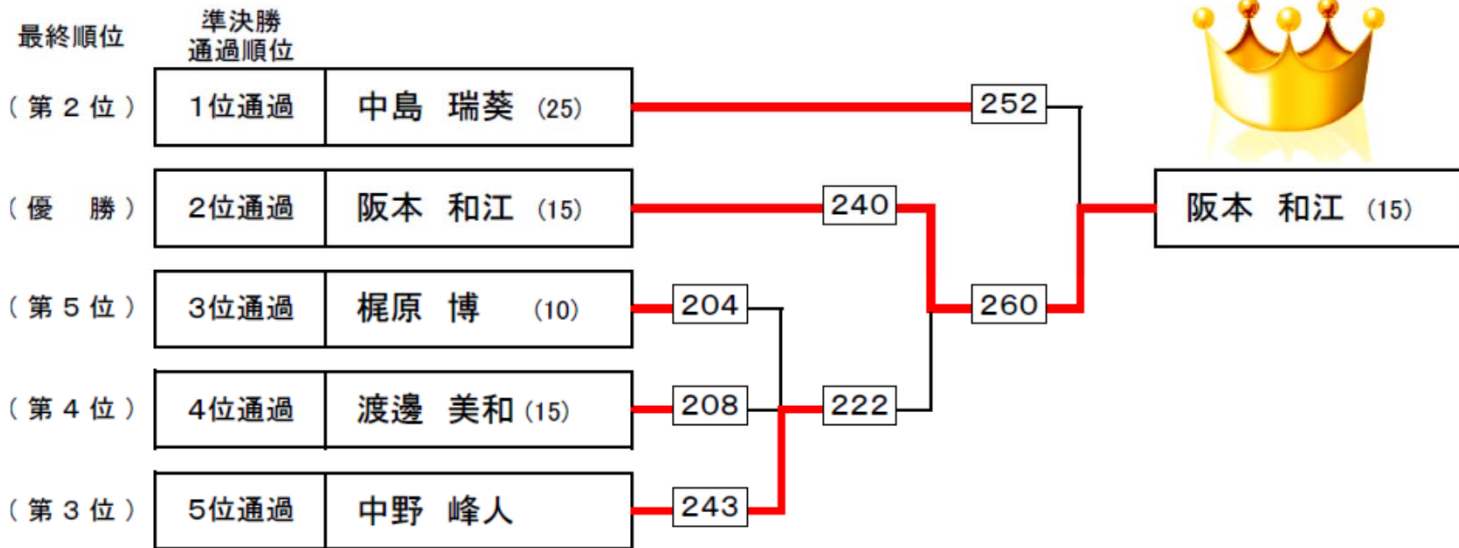 最終順位
準決勝
通過順位
(第2位) 1位通過 中島 瑞葵 (25) 252
(優 勝) 2位通過 阪本 和江 (15) 240 阪本 和江 (15)
(第5位) 3位通過 梶原 博 (10) 204 260
(第4位) 4位通過 渡邊 美和 (15) 208 222
(第3位) 5位通過 中野 峰人 243